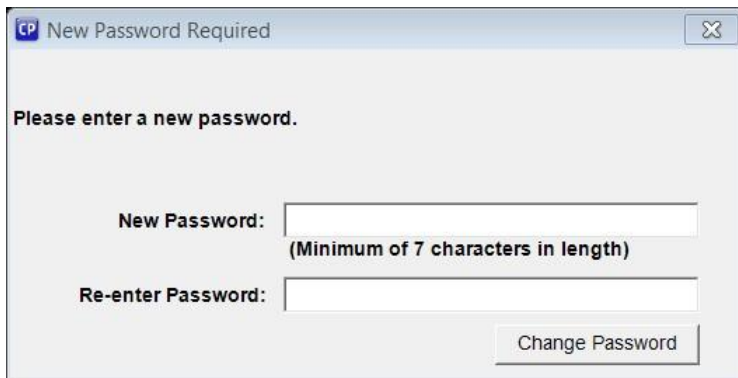 CP New Password Required
Please enter a new password.
New Password:
(Minimum of 7 characters in length)
Re-enter Password:
Change Password